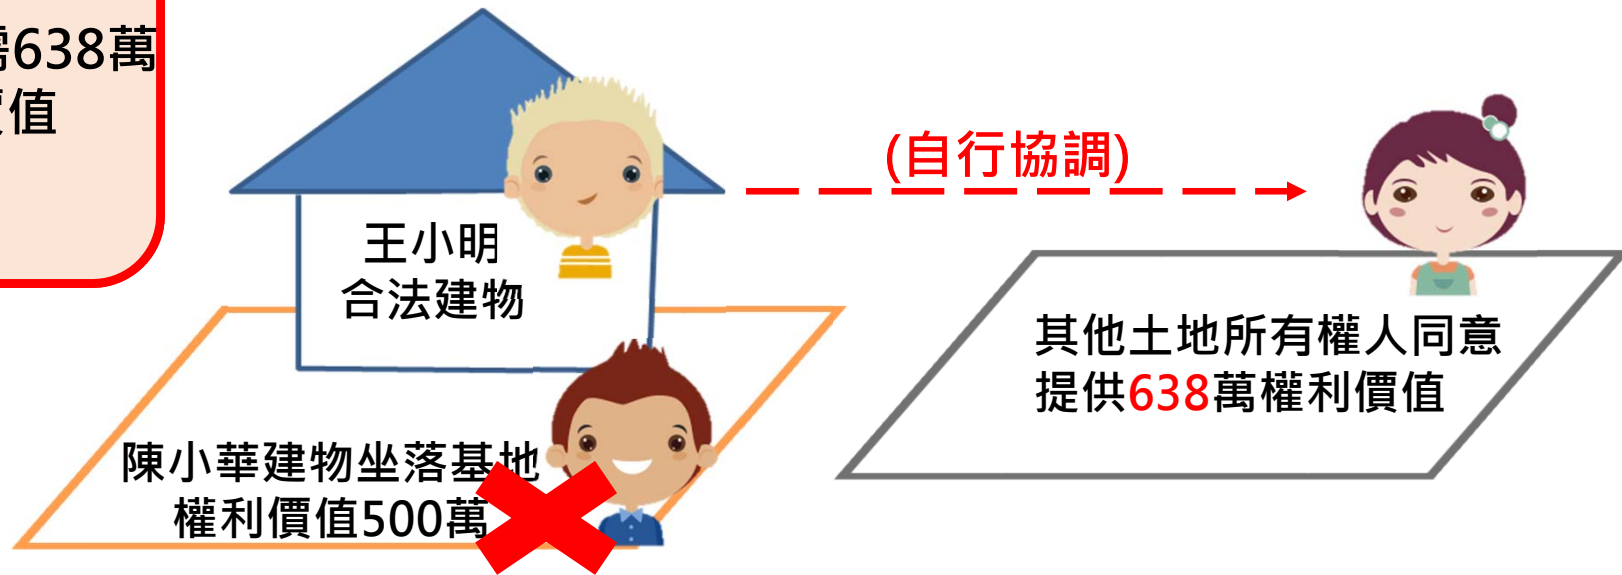 需638萬
價值
(自行協調)
王小明
合法建物
其他土地所有權人同意
提供638萬權利價值
陳小華建物坐落基地
權利價值500萬